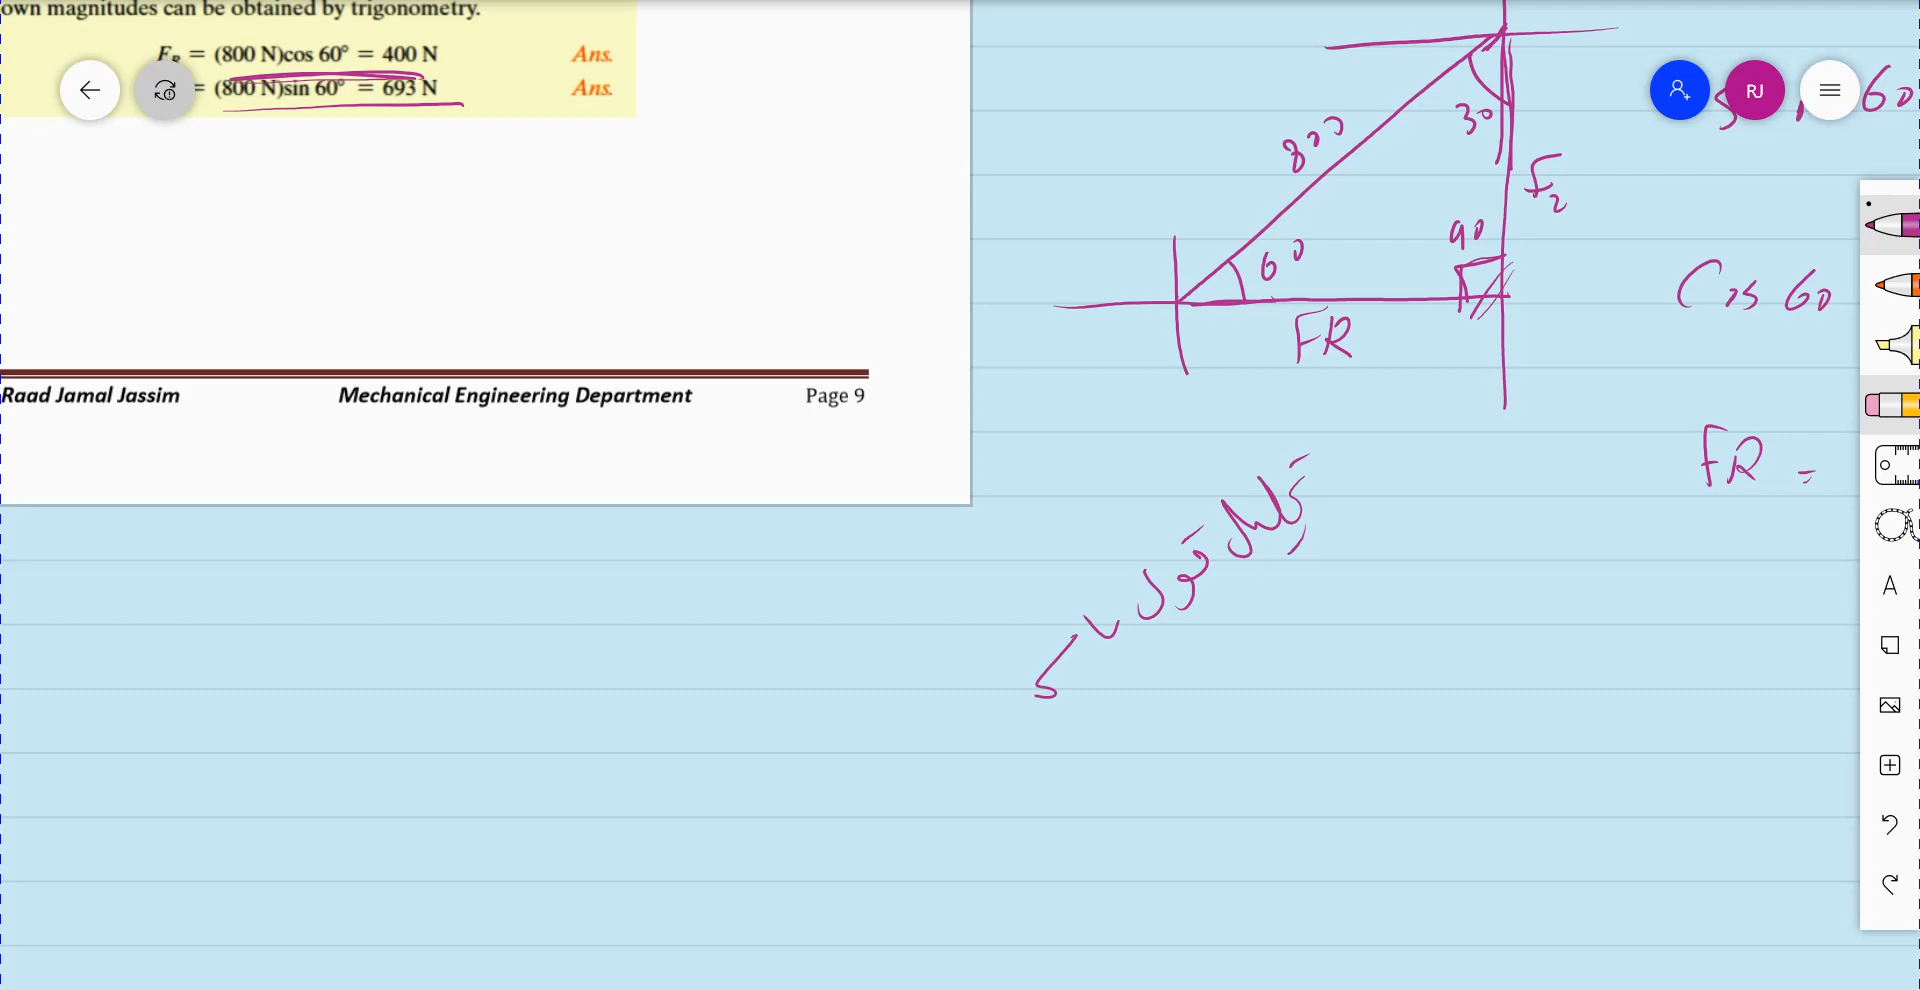 own magnitudes can be obtained by trigonometry.
F_R = (800 N)cos 60° = 400 N Ans.
= (800 N)sin 60° = 693 N Ans.
Raad Jamal Jassim Mechanical Engineering Department Page 9
800
30
F2
90
60
FR
60
Cos 60
FR =
RJ
A